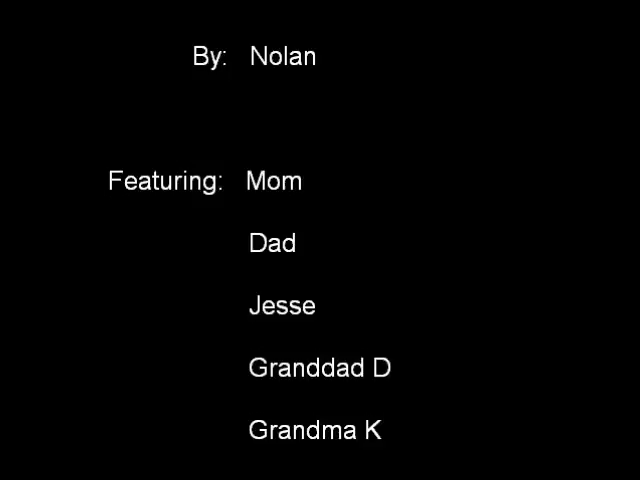 By: Nolan
Featuring: Mom
Dad
Jesse
Granddad D
Grandma K